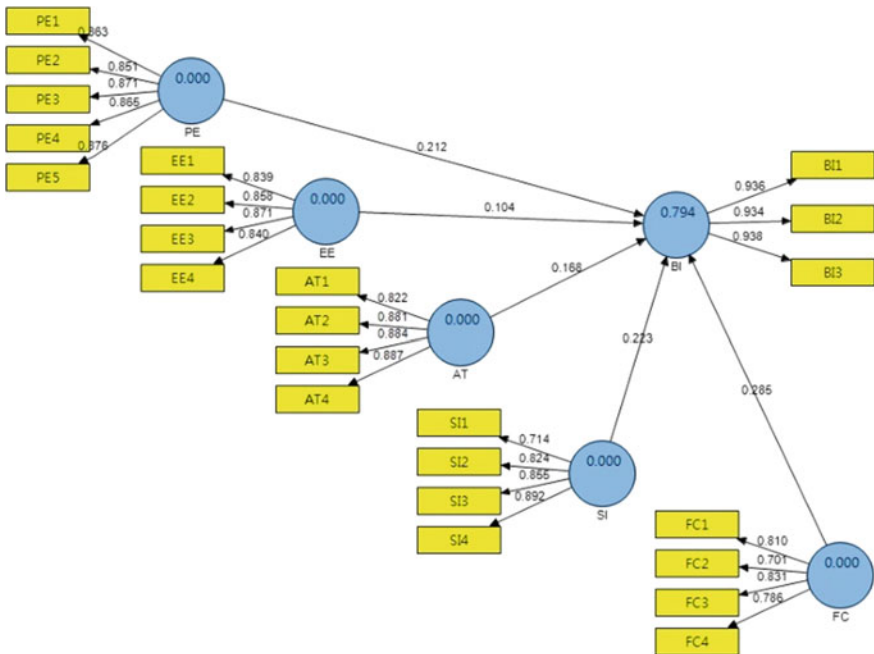 PE1
PE2
PE3
PE4
PE5
0.863
0.851
0.871
0.865
0.876
0.000
PE
0.212
EE1
EE2
EE3
EE4
0.839
0.858
0.871
0.840
0.000
EE
0.104
AT1
AT2
AT3
AT4
0.822
0.881
0.884
0.887
0.000
AT
0.168
SI1
SI2
SI3
SI4
0.714
0.824
0.855
0.892
0.000
SI
0.223
FC1
FC2
FC3
FC4
0.810
0.701
0.831
0.786
0.000
FC
0.285
0.794
BI
0.936
0.934
0.938
BI1
BI2
BI3